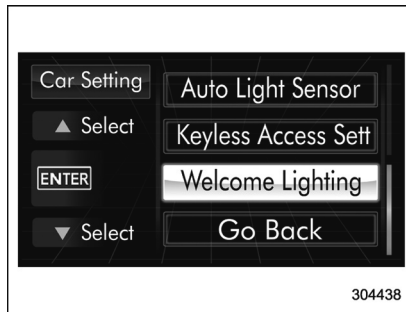 Car Setting
▲ Select
ENTER
▼ Select
Auto Light Sensor
Keyless Access Sett
Welcome Lighting
Go Back
304438